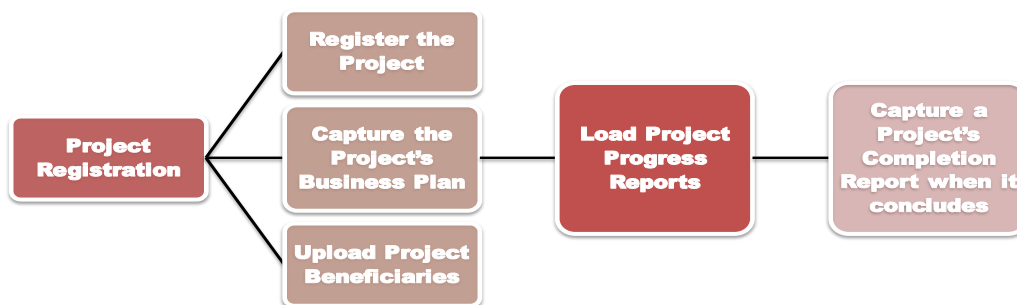 Project
Registration
Register the
Project
Capture the
Project's
Business Plan
Upload Project
Beneficiaries
Load Project
Progress
Reports
Capture a
Project's
Completion
Report when it
concludes